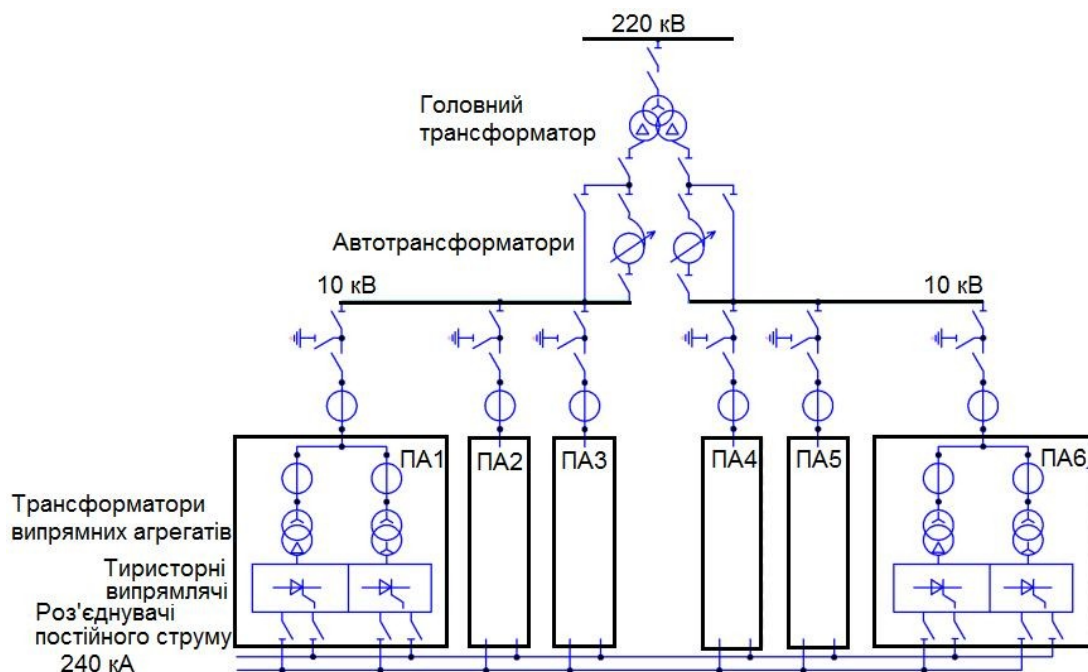 220 кВ
Головний
трансформатор
Автотрансформатори
10 кВ
10 кВ
ПА1
ПА2
ПА3
ПА4
ПА5
ПА6
Трансформатори
випрямних агрегатів
Тиристорні
випрямлячі
Роз'єднувачі
постійного струму
240 кА